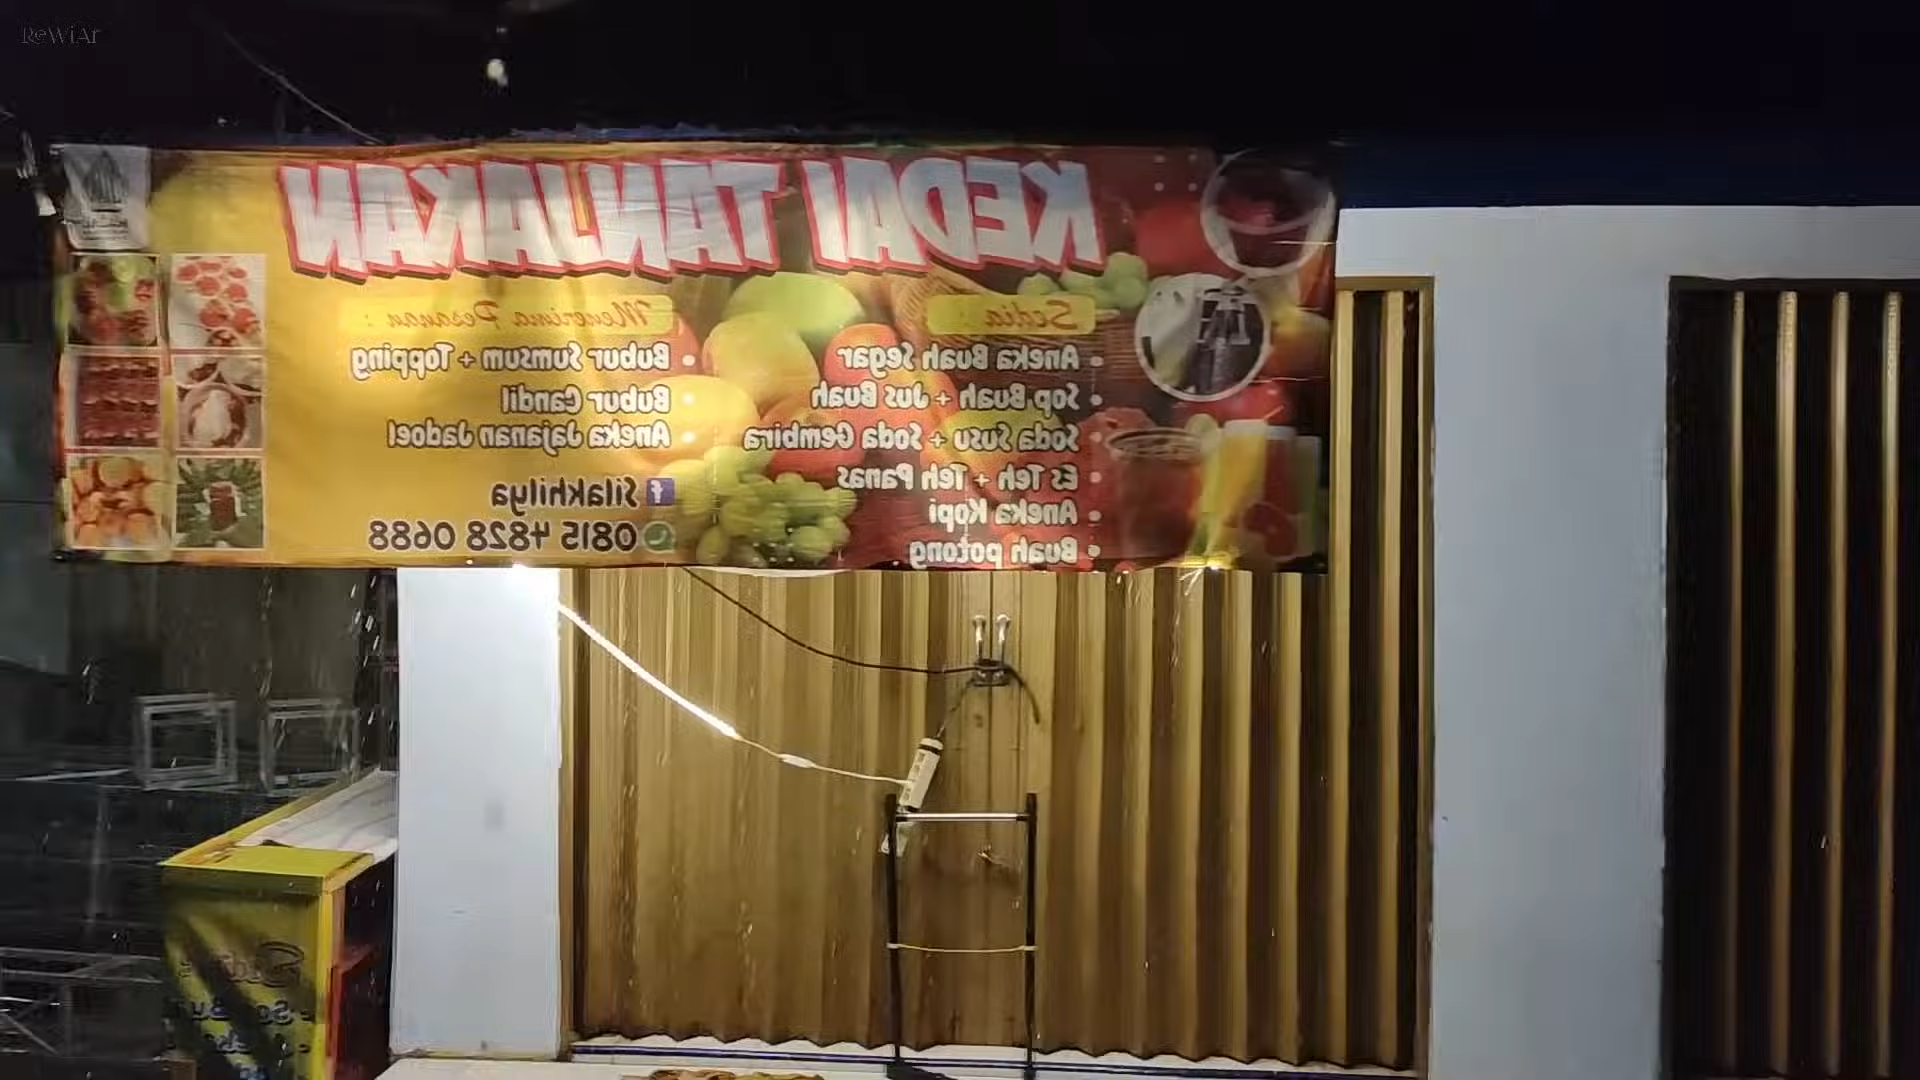 ReWiAr
KEDAI TANJAKAN
Sedia :
• Aneka Buah Segar
• Sop Buah + Jus Buah
• Soda Susu + Soda Gembira
• Es Teh + Teh Panas
• Aneka Kopi
• Buah potong
Menerima Pesanan :
• Bubur Sumsum + Topping
• Bubur Candil
• Aneka Jajanan Jadoel
Silakhilya
0815 4828 0688